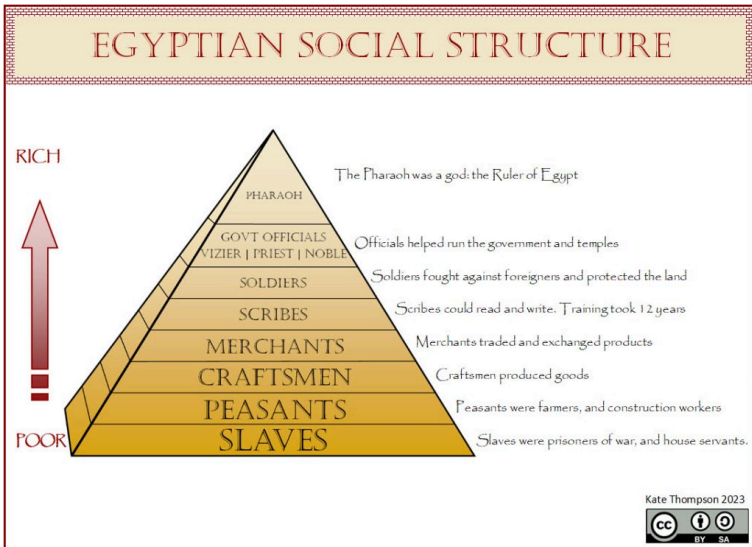 EGYPTIAN SOCIAL STRUCTURE
RICH
The Pharaoh was a god: the Ruler of Egypt
PHARAOH
GOVT OFFICIALS
VIZIER | PRIEST | NOBLE
Officials helped run the government and temples
SOLDIERS
Soldiers fought against foreigners and protected the land
SCRIBES
Scribes could read and write. Training took 12 years
MERCHANTS
Merchants traded and exchanged products
CRAFTSMEN
Craftsmen produced goods
PEASANTS
Peasants were farmers, and construction workers
POOR
SLAVES
Slaves were prisoners of war, and house servants.
Kate Thompson 2023
cc
BY SA